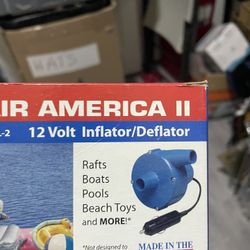 HATS
AIR AMERICA II
L-2 12 Volt Inflator/Deflator
Rafts
Boats
Pools
Beach Toys
and MORE!*
*Not designed to
MADE IN THE